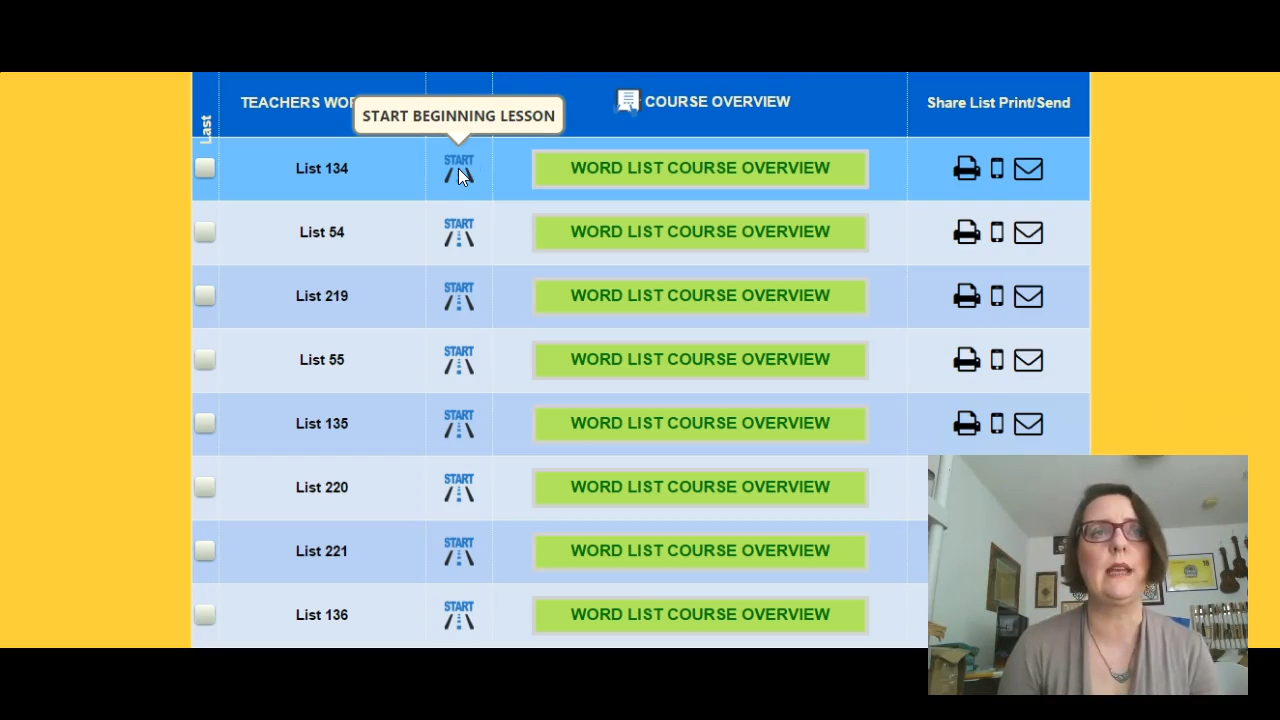 Last
TEACHERS WO
START BEGINNING LESSON
COURSE OVERVIEW
Share List Print/Send
List 134
START
WORD LIST COURSE OVERVIEW
List 54
START
WORD LIST COURSE OVERVIEW
List 219
START
WORD LIST COURSE OVERVIEW
List 55
START
WORD LIST COURSE OVERVIEW
List 135
START
WORD LIST COURSE OVERVIEW
List 220
START
WORD LIST COURSE OVERVIEW
List 221
START
WORD LIST COURSE OVERVIEW
List 136
START
WORD LIST COURSE OVERVIEW